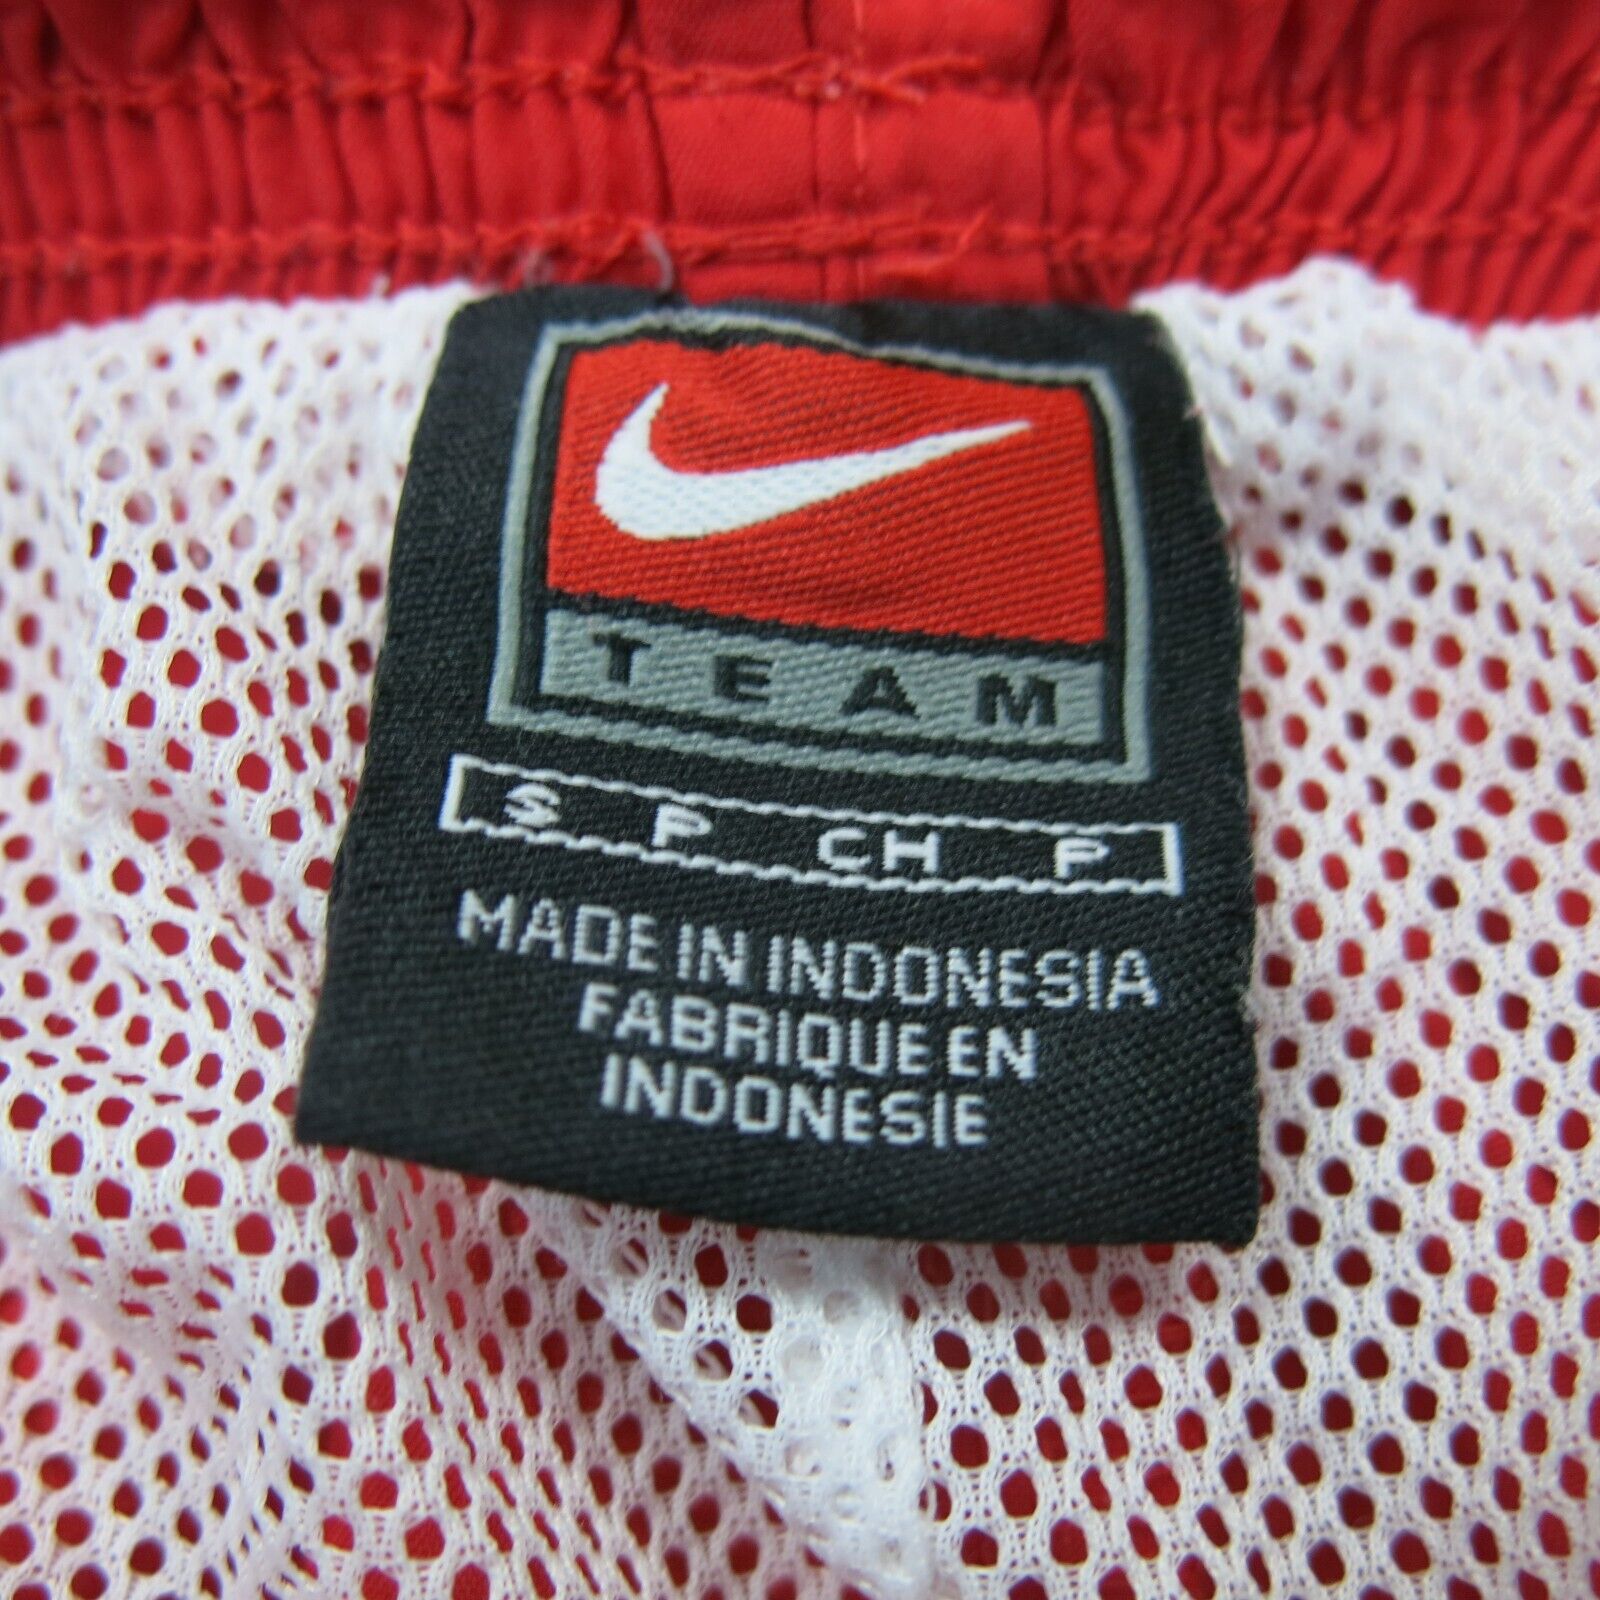 TEAM
S P CH P
MADE IN INDONESIA
FABRIQUE EN
INDONESIE